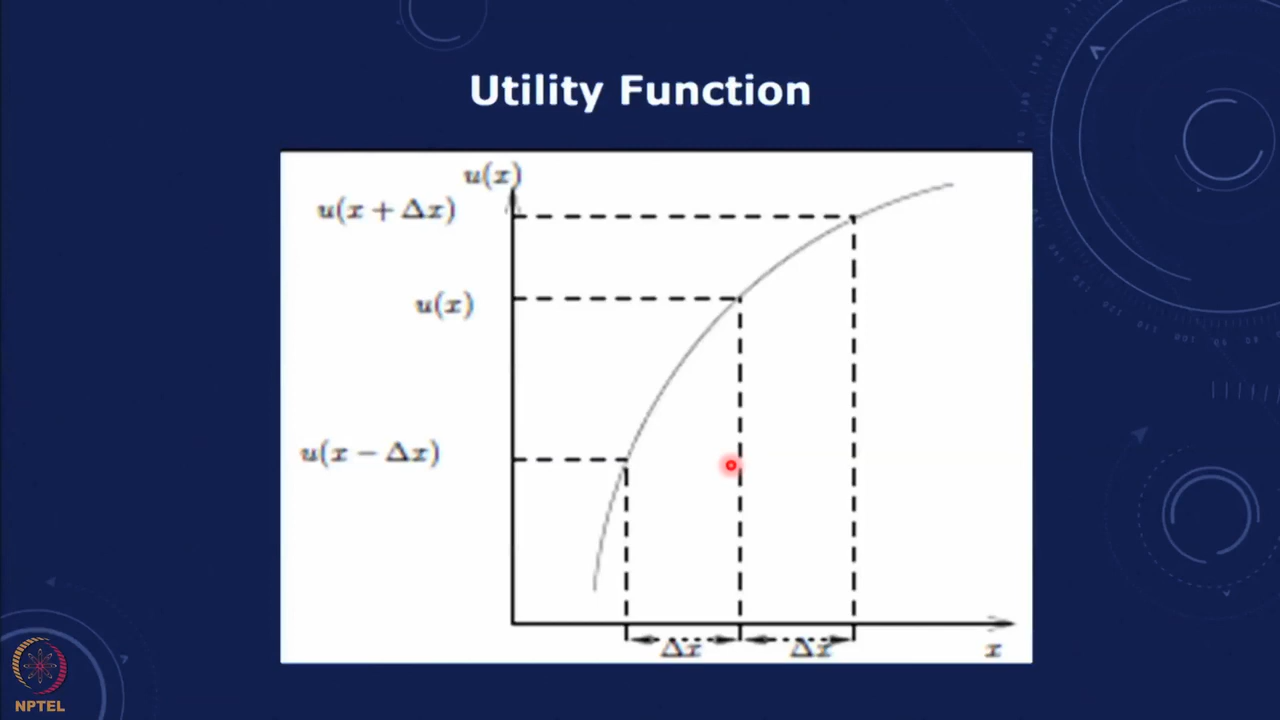 Utility Function
u(x)
u(x + Δx)
u(x)
u(x − Δx)
Δx Δx
x
NPTEL